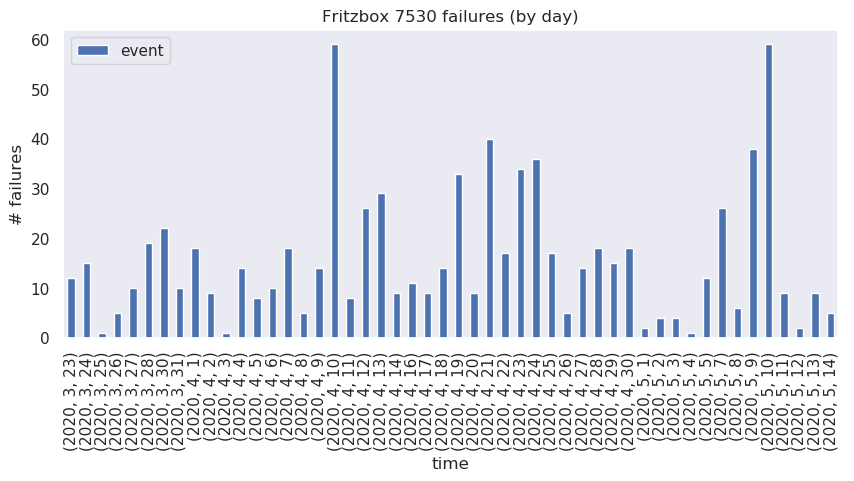 Fritzbox 7530 failures (by day)
event
# failures
60
50
40
30
20
10
0
(2020, 3, 23)
(2020, 3, 24)
(2020, 3, 25)
(2020, 3, 26)
(2020, 3, 27)
(2020, 3, 28)
(2020, 3, 30)
(2020, 3, 31)
(2020, 4, 1)
(2020, 4, 2)
(2020, 4, 3)
(2020, 4, 4)
(2020, 4, 5)
(2020, 4, 6)
(2020, 4, 7)
(2020, 4, 8)
(2020, 4, 9)
(2020, 4, 10)
(2020, 4, 11)
(2020, 4, 12)
(2020, 4, 13)
(2020, 4, 14)
(2020, 4, 16)
(2020, 4, 17)
(2020, 4, 18)
(2020, 4, 19)
(2020, 4, 20)
(2020, 4, 21)
(2020, 4, 22)
(2020, 4, 23)
(2020, 4, 24)
(2020, 4, 25)
(2020, 4, 26)
(2020, 4, 27)
(2020, 4, 28)
(2020, 4, 29)
(2020, 4, 30)
(2020, 5, 1)
(2020, 5, 2)
(2020, 5, 3)
(2020, 5, 4)
(2020, 5, 5)
(2020, 5, 7)
(2020, 5, 8)
(2020, 5, 9)
(2020, 5, 10)
(2020, 5, 11)
(2020, 5, 12)
(2020, 5, 13)
(2020, 5, 14)
time